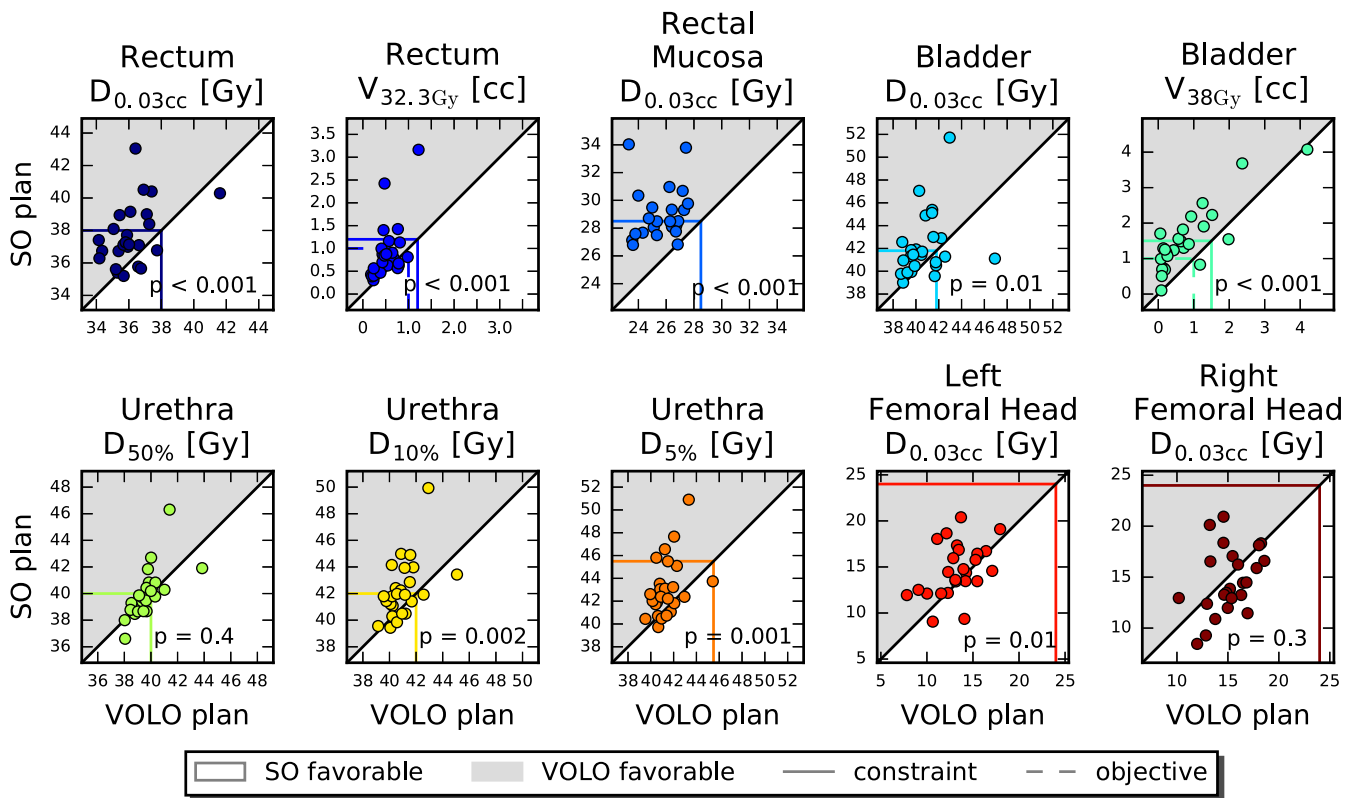 Rectum
D0.03cc [Gy]
Rectum
V32.3Gy [cc]
Rectal
Mucosa
D0.03cc [Gy]
Bladder
D0.03cc [Gy]
Bladder
V38Gy [cc]
SO plan
44
42
40
38
36
34
34 36 38 40 42 44
p < 0.001
3.5
3.0
2.5
2.0
1.5
1.0
0.5
0.0
0 1.0 2.0 3.0
p < 0.001
34
32
30
28
26
24
24 26 28 30 32 34
p < 0.001
52
50
48
46
44
42
40
38
38 40 42 44 46 48 50 52
p = 0.01
4
3
2
1
0
0 1 2 3 4
p < 0.001
Urethra
D50% [Gy]
Urethra
D10% [Gy]
Urethra
D5% [Gy]
Left
Femoral Head
D0.03cc [Gy]
Right
Femoral Head
D0.03cc [Gy]
SO plan
48
46
44
42
40
38
36
36 38 40 42 44 46 48
p = 0.4
50
48
46
44
42
40
38
38 40 42 44 46 48 50
p = 0.002
52
50
48
46
44
42
40
38
38 40 42 44 46 48 50 52
p = 0.001
25
20
15
10
5
5 10 15 20 25
p = 0.01
25
20
15
10
10 15 20 25
p = 0.3
VOLO plan
VOLO plan
VOLO plan
VOLO plan
VOLO plan
SO favorable
VOLO favorable
constraint
objective